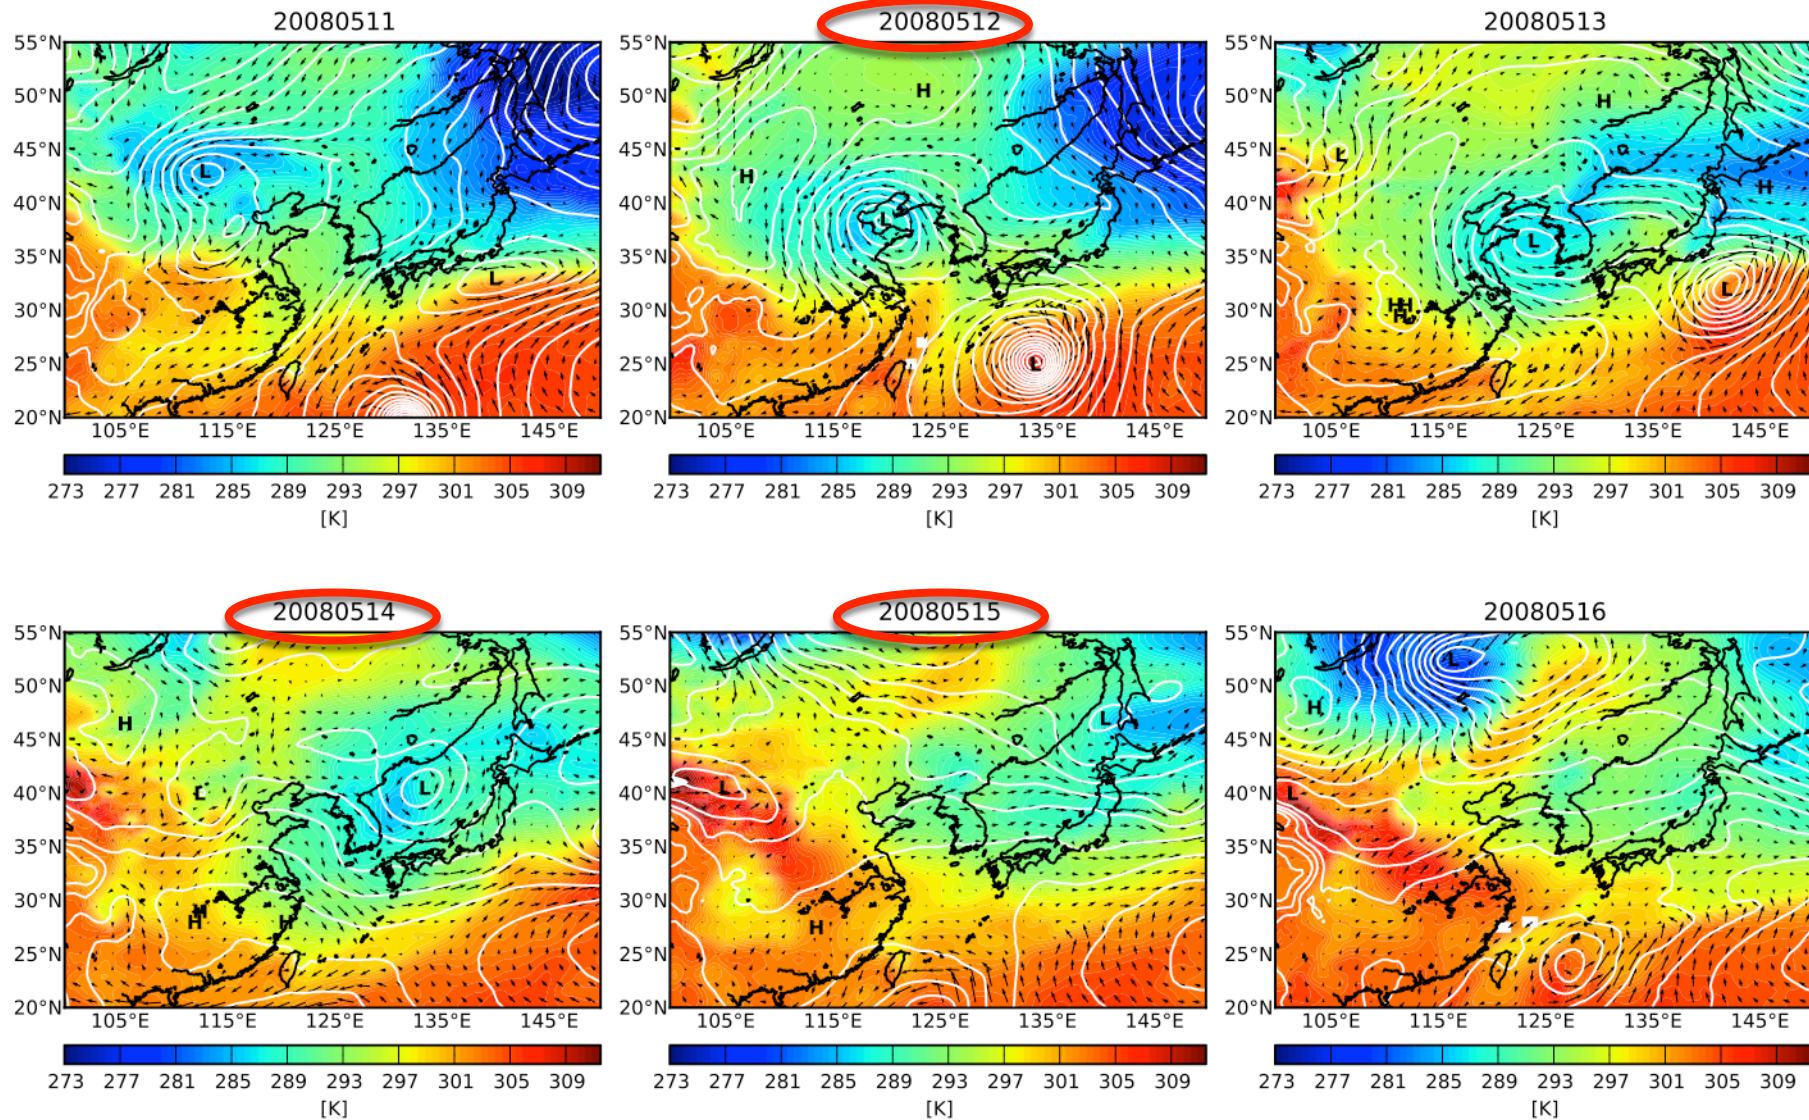 20080511 20080512 20080513
55°N 55°N 55°N
50°N H 50°N H 50°N
45°N 45°N 45°N L
L H H
40°N 40°N L 40°N
35°N 35°N 35°N L
L L
30°N 30°N 30°N H H H
25°N 25°N L 25°N
20°N 20°N 20°N
105°E 115°E 125°E 135°E 145°E 105°E 115°E 125°E 135°E 145°E 105°E 115°E 125°E 135°E 145°E
273 277 281 285 289 293 297 301 305 309 273 277 281 285 289 293 297 301 305 309 273 277 281 285 289 293 297 301 305 309
[K] [K] [K]
20080514 20080515 20080516
55°N 55°N 55°N
L
50°N 50°N 50°N H
H L
45°N 45°N 45°N
40°N L L 40°N L 40°N L
35°N 35°N 35°N
30°N H 30°N 30°N
H H H
25°N 25°N 25°N
20°N 20°N 20°N
105°E 115°E 125°E 135°E 145°E 105°E 115°E 125°E 135°E 145°E 105°E 115°E 125°E 135°E 145°E
273 277 281 285 289 293 297 301 305 309 273 277 281 285 289 293 297 301 305 309 273 277 281 285 289 293 297 301 305 309
[K] [K] [K]